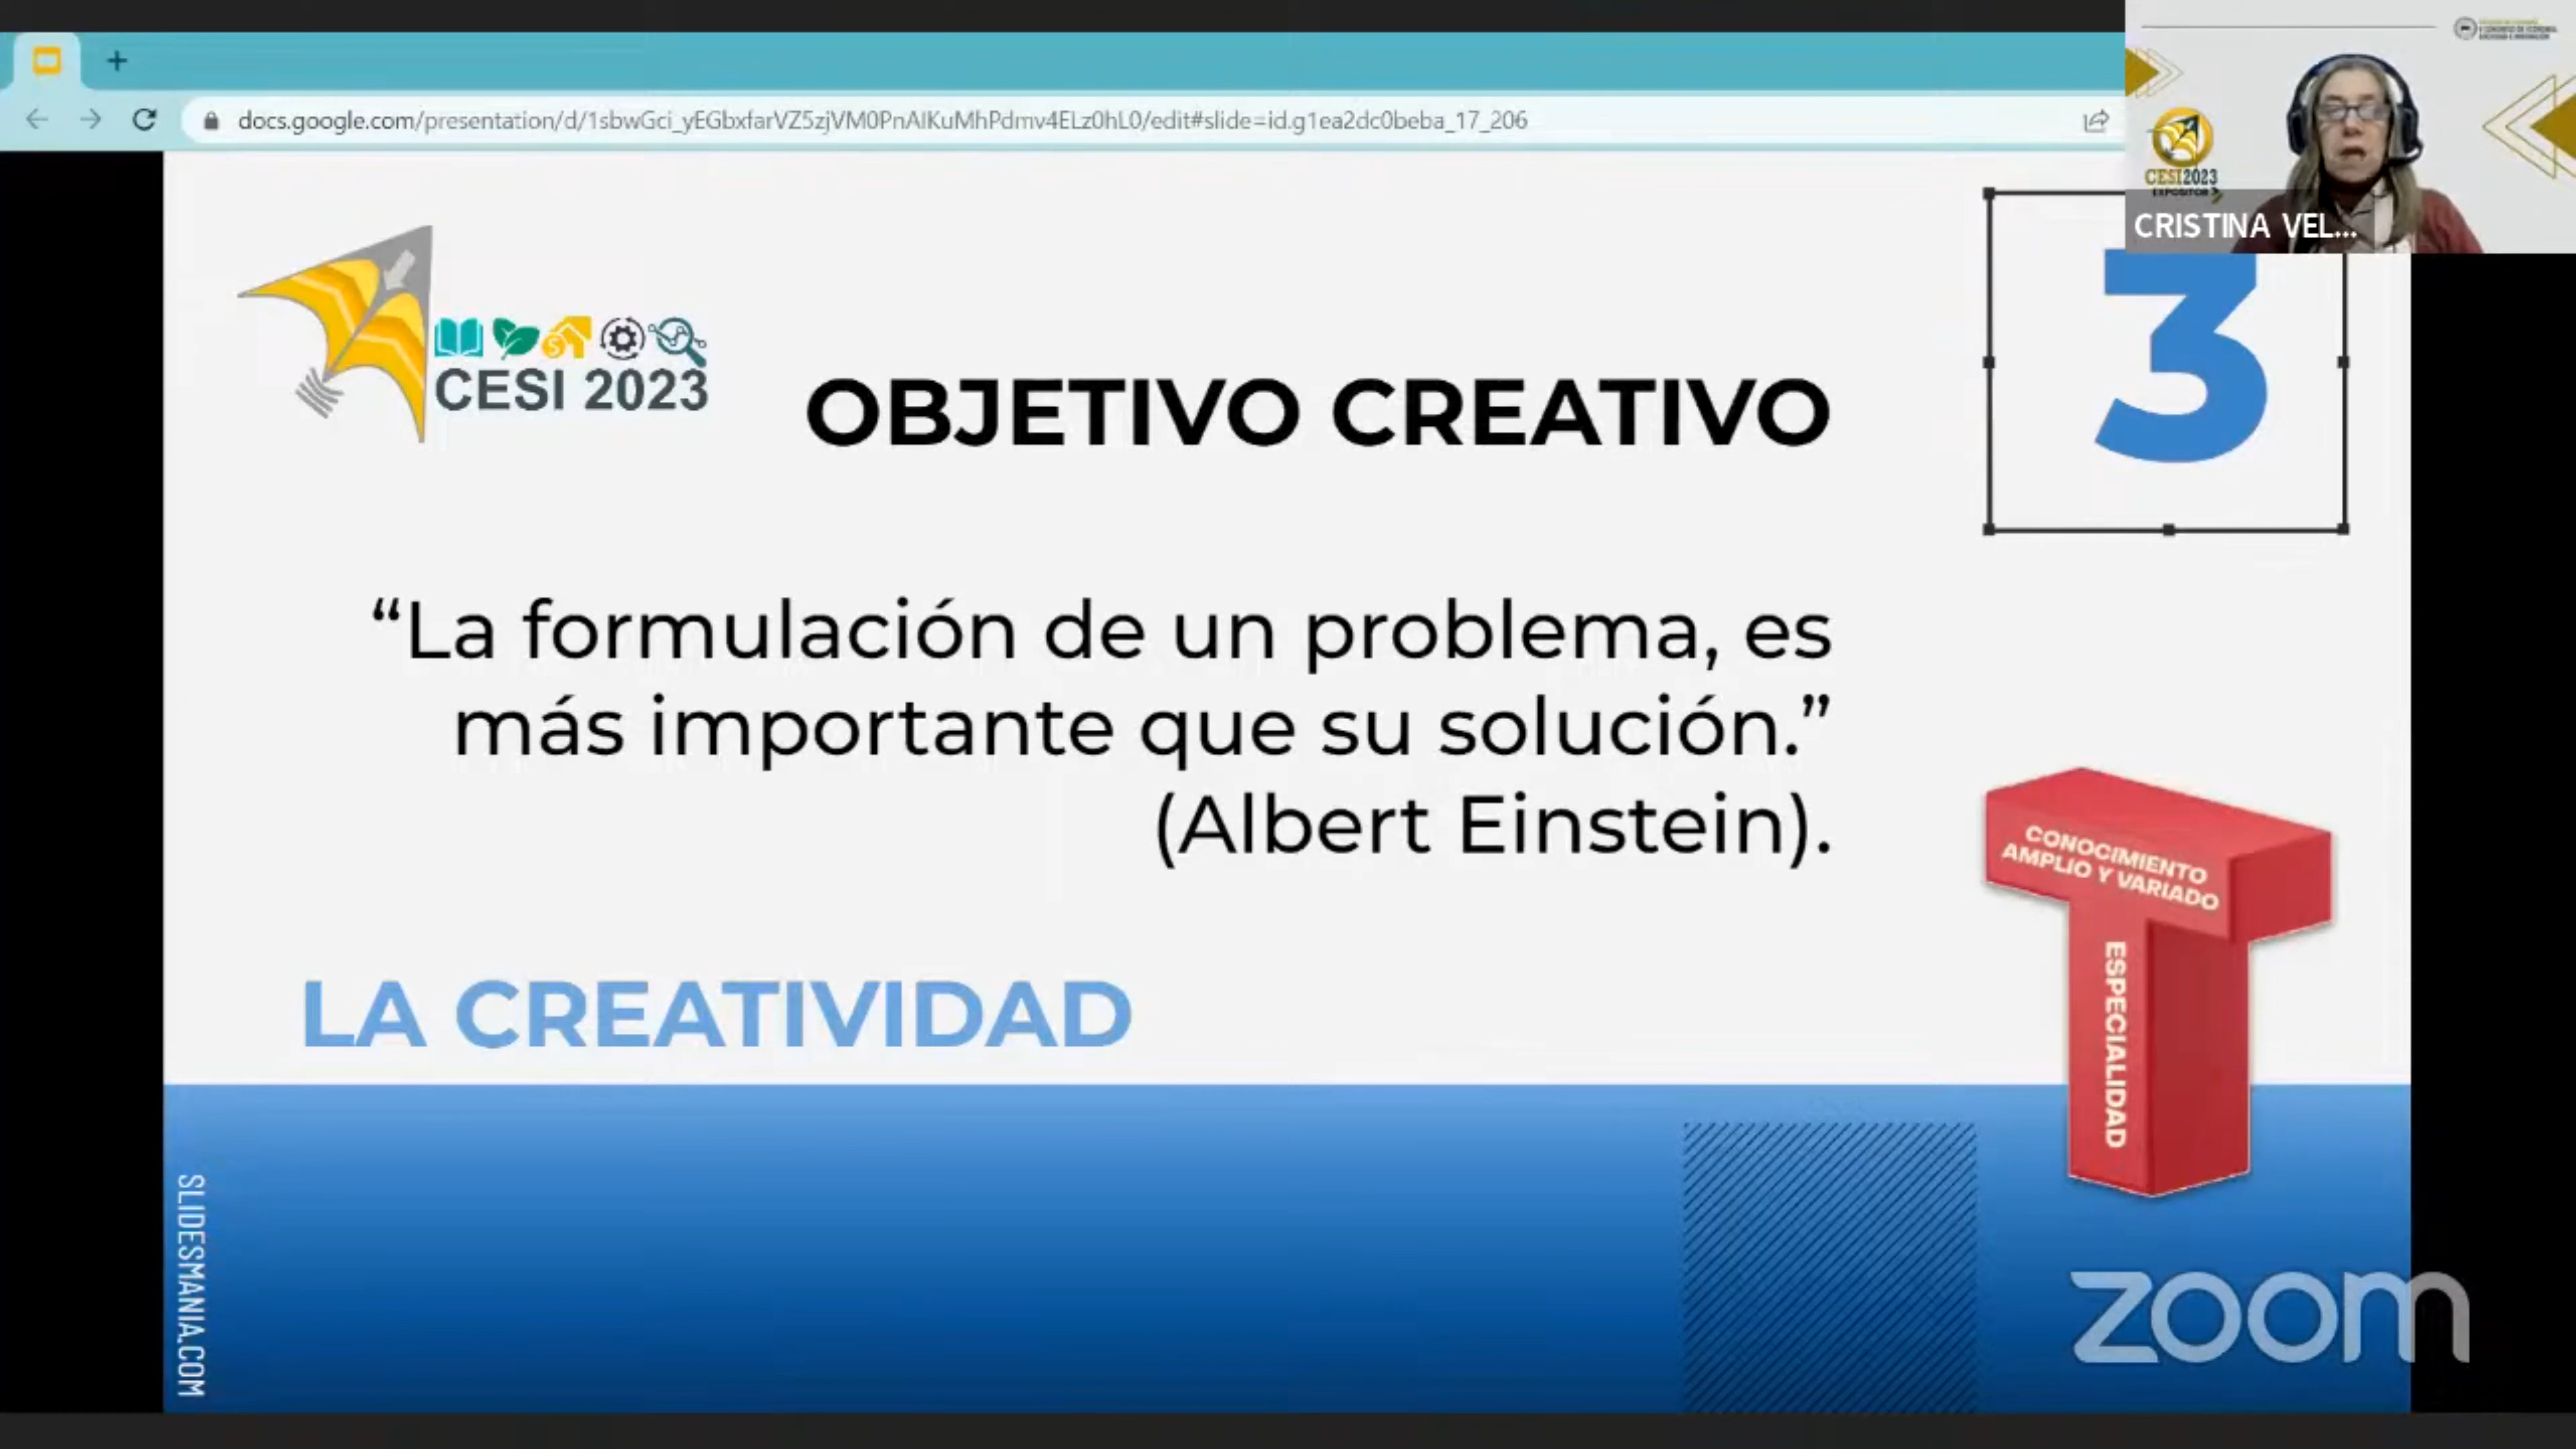 docs.google.com/presentation/d/1sbwGci_yEGbxfarVZ5zjVM0PnAIKuMhPdmv4ELz0hL0/edit#slide=id.g1ea2dc0beba_17_206
CESI2023
EXPOSITOR
CRISTINA VEL...
3
CESI 2023
OBJETIVO CREATIVO
“La formulación de un problema, es
más importante que su solución.”
(Albert Einstein).
CONOCIMIENTO
AMPLIO Y VARIADO
ESPECIALIDAD
LA CREATIVIDAD
SLIDESMANIA.COM
zoom